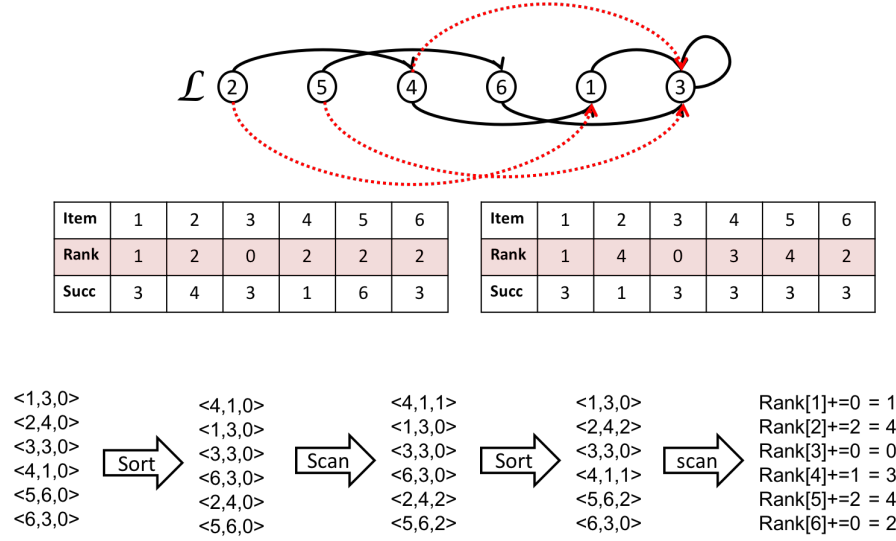 ℒ 2 5 4 6 1 3
Item 1 2 3 4 5 6
Rank 1 2 0 2 2 2
Succ 3 4 3 1 6 3
Item 1 2 3 4 5 6
Rank 1 4 0 3 4 2
Succ 3 1 3 3 3 3
<1,3,0>
<2,4,0>
<3,3,0>
<4,1,0>
<5,6,0>
<6,3,0>
Sort
<4,1,0>
<1,3,0>
<3,3,0>
<6,3,0>
<2,4,0>
<5,6,0>
Scan
<4,1,1>
<1,3,0>
<3,3,0>
<6,3,0>
<2,4,2>
<5,6,2>
Sort
<1,3,0>
<2,4,2>
<3,3,0>
<4,1,1>
<5,6,2>
<6,3,0>
scan
Rank[1]+=0 = 1
Rank[2]+=2 = 4
Rank[3]+=0 = 0
Rank[4]+=1 = 3
Rank[5]+=2 = 4
Rank[6]+=0 = 2